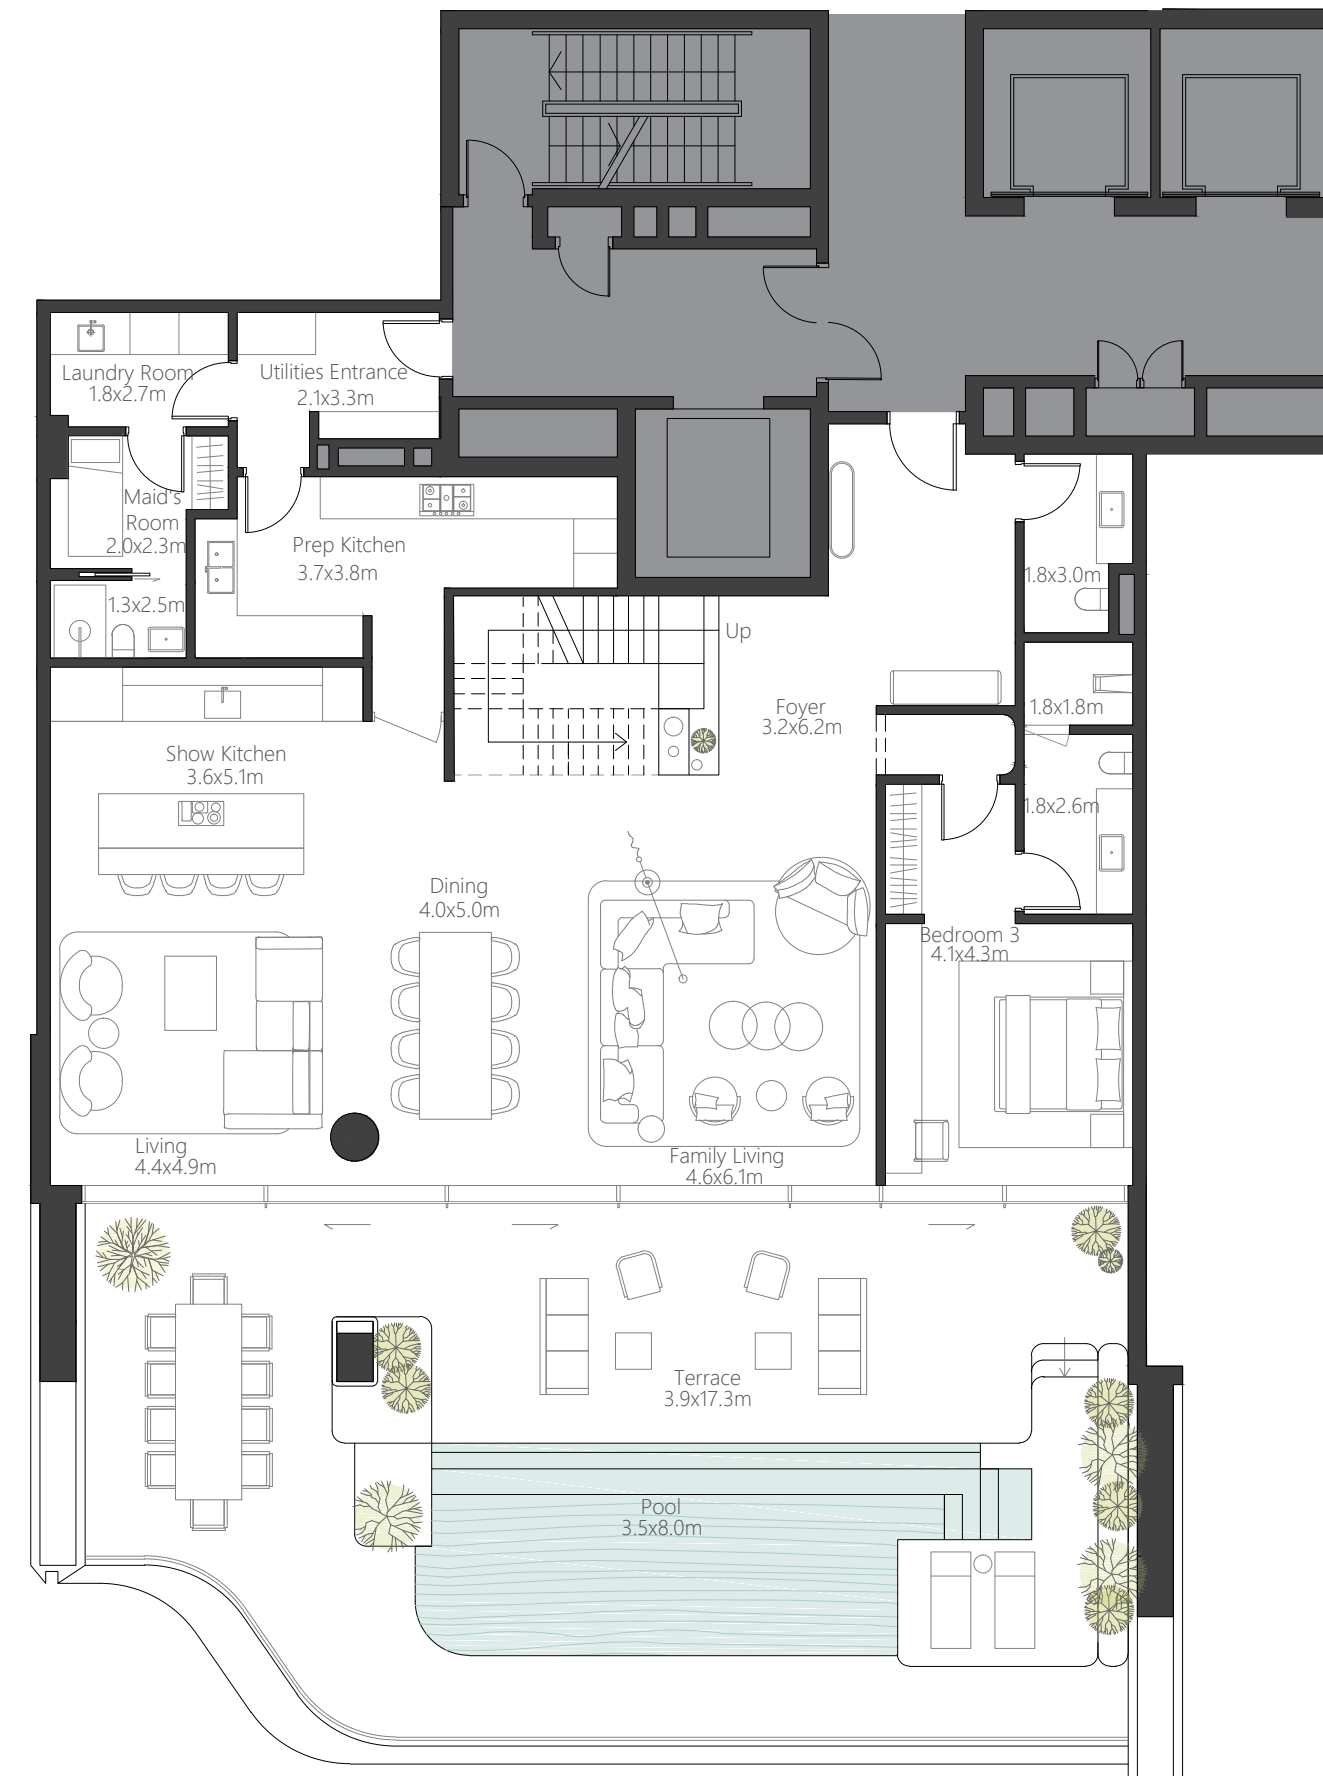 Laundry Room
1.8x2.7m
Utilities Entrance
2.1x3.3m
Maid's
Room
2.0x2.3m
Prep Kitchen
3.7x3.8m
1.3x2.5m
1.8x3.0m
Up
Foyer
3.2x6.2m
1.8x1.8m
Show Kitchen
3.6x5.1m
1.8x2.6m
Dining
4.0x5.0m
Bedroom 3
4.1x4.3m
Living
4.4x4.9m
Family Living
4.6x6.1m
Terrace
3.9x17.3m
Pool
3.5x8.0m